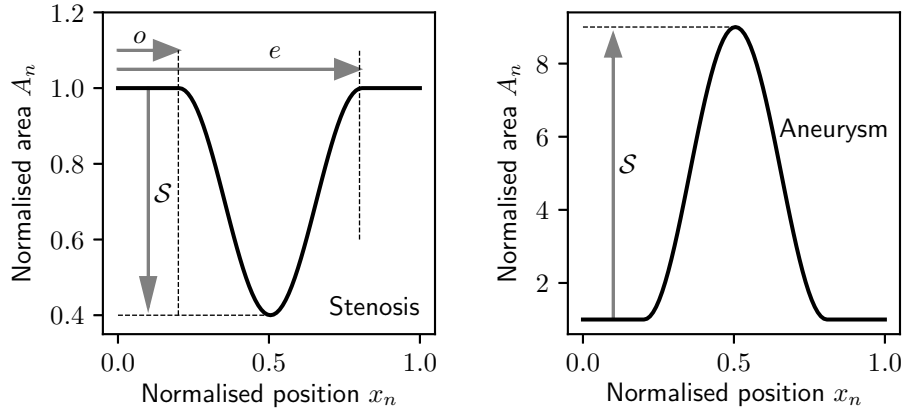 1.2
1.0
0.8
0.6
0.4
Normalised area A_n
o
e
𝒮
Stenosis
0.0
0.5
1.0
Normalised position x_n
8
6
4
2
Normalised area A_n
𝒮
Aneurysm
0.0
0.5
1.0
Normalised position x_n